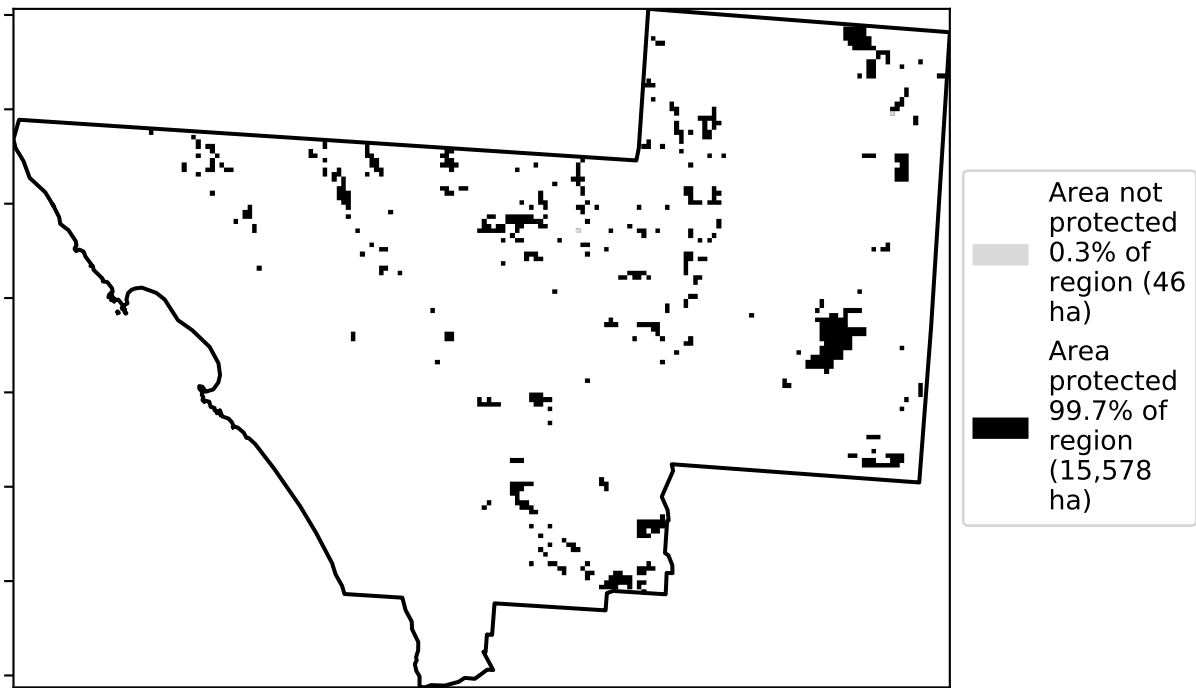 Area not
protected
0.3% of
region (46
ha)
Area
protected
99.7% of
region
(15,578
ha)